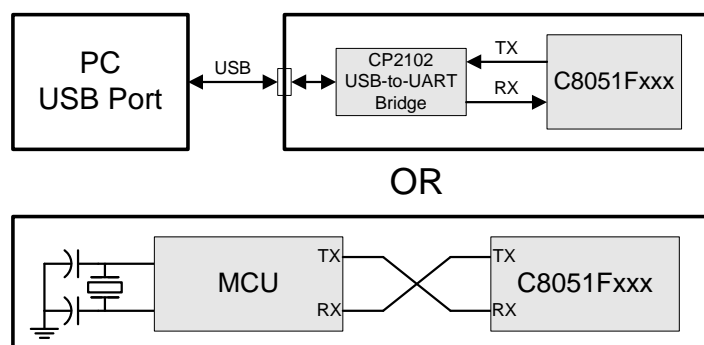 PC
USB Port
USB
CP2102
USB-to-UART
Bridge
TX
RX
C8051Fxxx
OR
MCU
TX
RX
TX
RX
C8051Fxxx